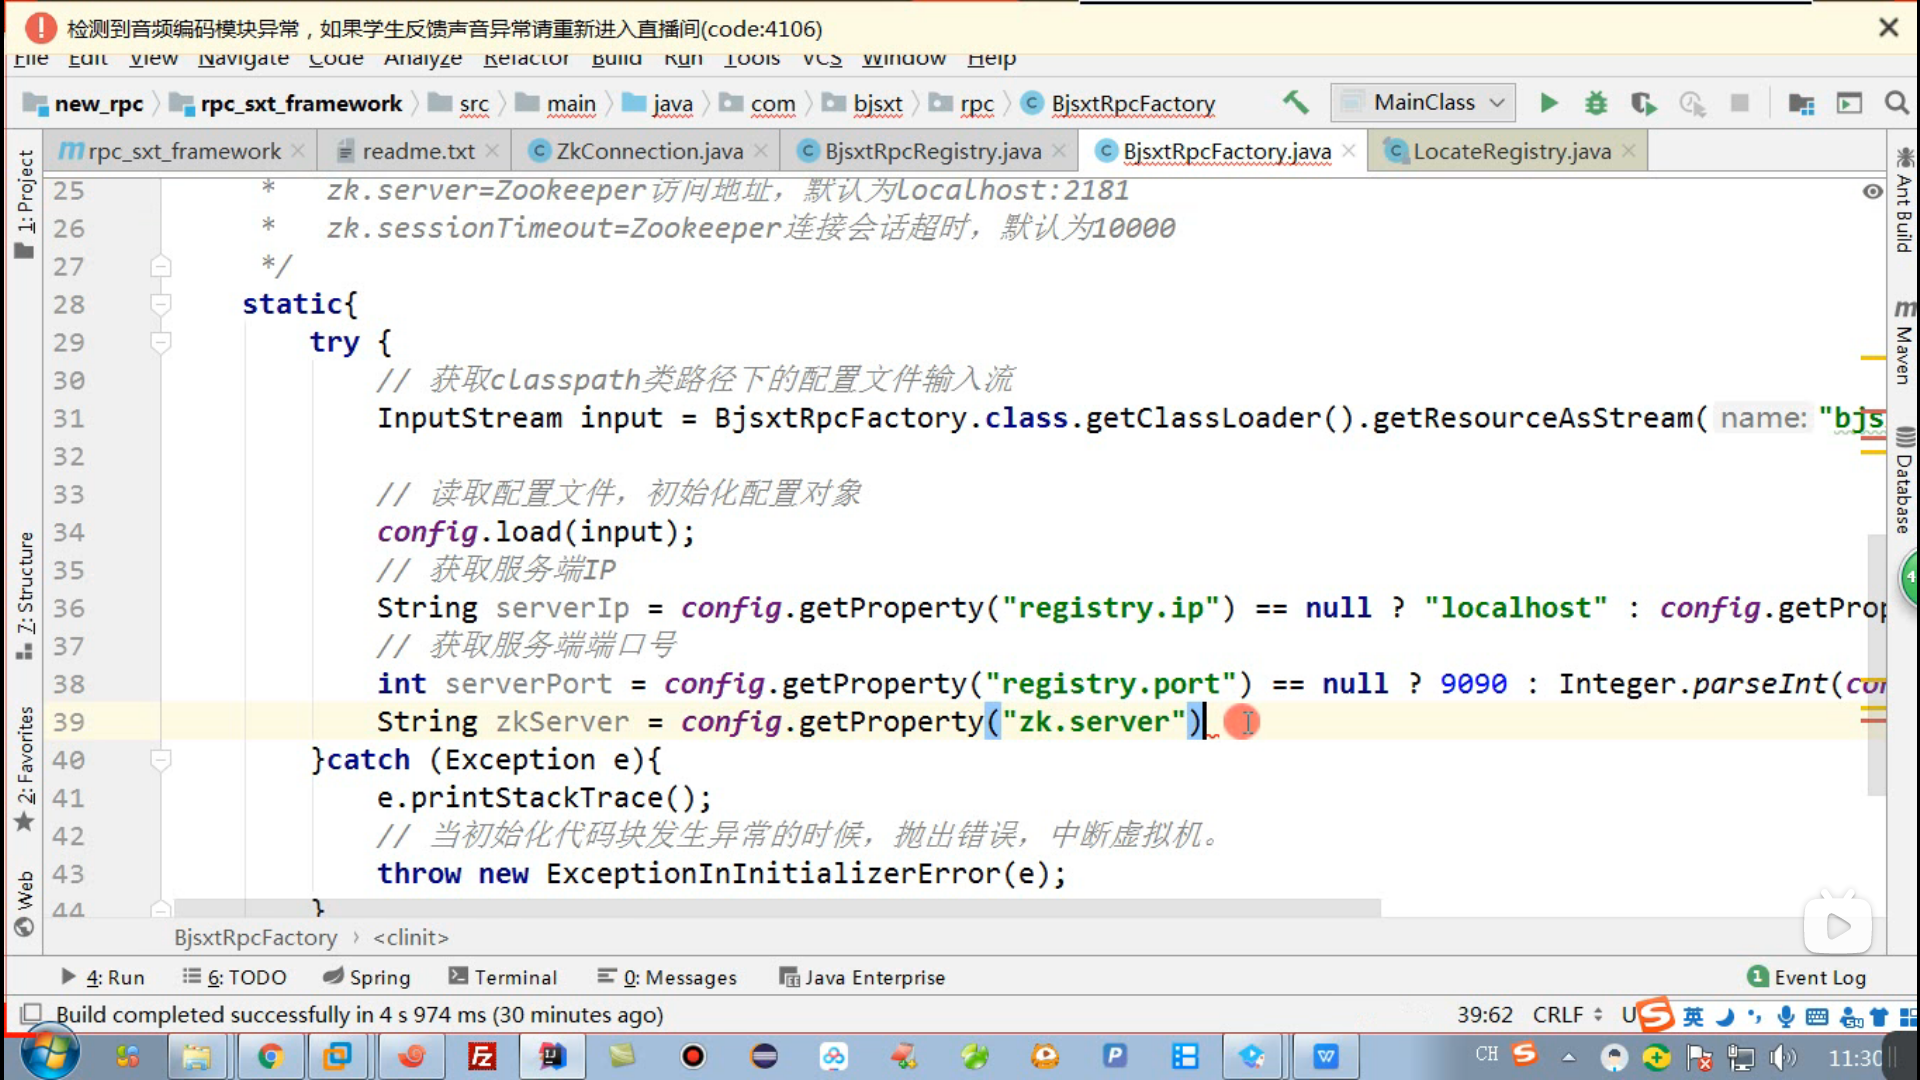 检测到音频编码模块异常，如果学生反馈声音异常请重新进入直播间(code:4106)
File Edit View Navigate Code Analyze Refactor Build Run Tools VCS Window Help
new_rpc rpc_sxt_framework src main java com bjsxt rpc BjsxtRpcFactory MainClass
rpc_sxt_framework readme.txt ZkConnection.java BjsxtRpcRegistry.java BjsxtRpcFactory.java LocateRegistry.java
1: Project
7: Structure
2: Favorites
Web
25 * zk.server=Zookeeper访问地址，默认为localhost:2181
26 * zk.sessionTimeout=Zookeeper连接会话超时，默认为10000
27 */
28 static{
29 try {
30 // 获取classpath类路径下的配置文件输入流
31 InputStream input = BjsxtRpcFactory.class.getClassLoader().getResourceAsStream( name: "bjs
32
33 // 读取配置文件，初始化配置对象
34 config.load(input);
35 // 获取服务端IP
36 String serverIp = config.getProperty("registry.ip") == null ? "localhost" : config.getProp
37 // 获取服务端端口号
38 int serverPort = config.getProperty("registry.port") == null ? 9090 : Integer.parseInt(con
39 String zkServer = config.getProperty("zk.server")
40 }catch (Exception e){
41 e.printStackTrace();
42 // 当初始化代码块发生异常的时候，抛出错误，中断虚拟机。
43 throw new ExceptionInInitializerError(e);
44 }
Ant Build
Maven
Database
4
BjsxtRpcFactory <clinit>
4: Run 6: TODO Spring Terminal 0: Messages Java Enterprise 1 Event Log
Build completed successfully in 4 s 974 ms (30 minutes ago) 39:62 CRLF U 英
CH 11:30